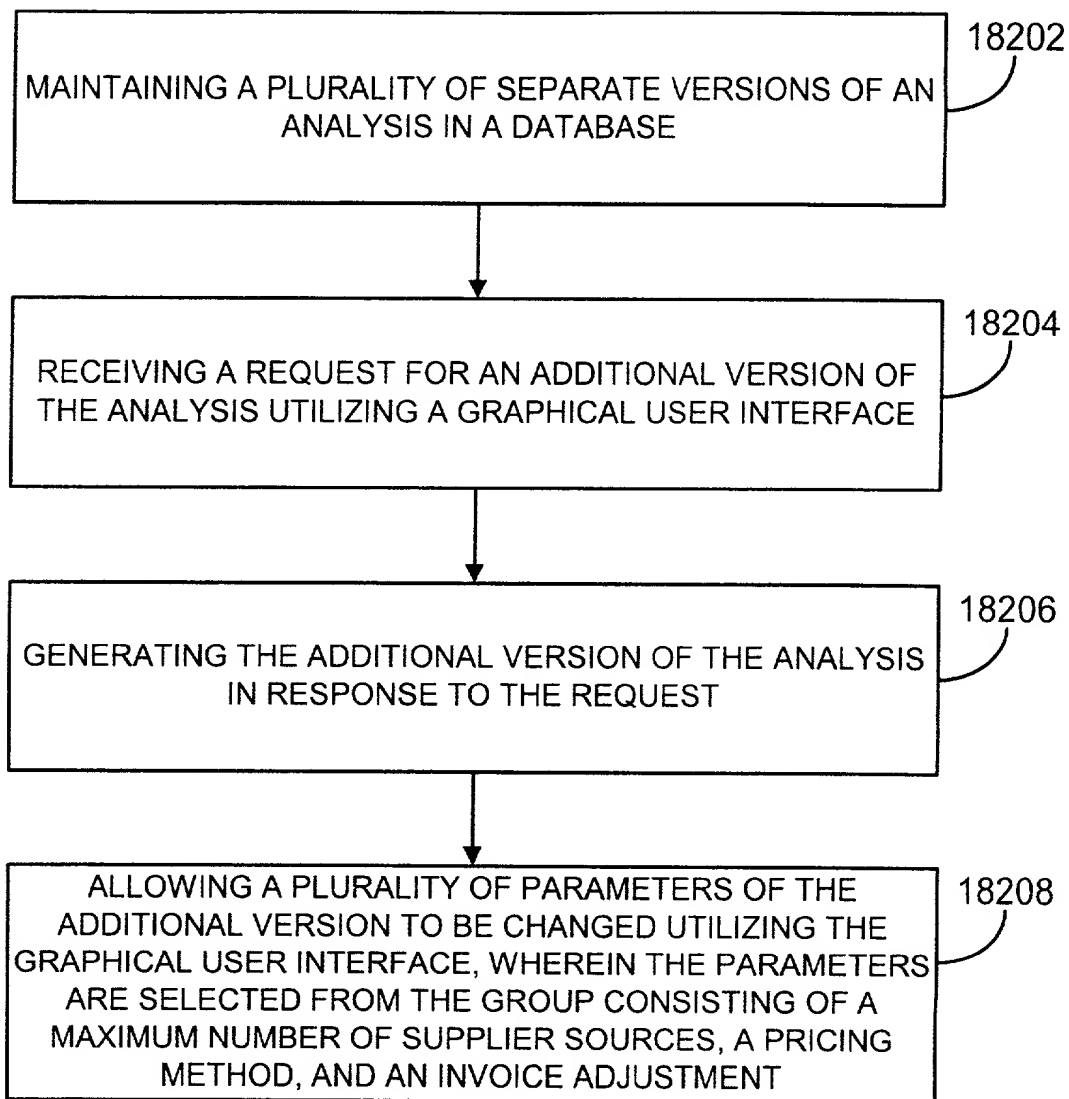 18202
MAINTAINING A PLURALITY OF SEPARATE VERSIONS OF AN
ANALYSIS IN A DATABASE
18204
RECEIVING A REQUEST FOR AN ADDITIONAL VERSION OF
THE ANALYSIS UTILIZING A GRAPHICAL USER INTERFACE
18206
GENERATING THE ADDITIONAL VERSION OF THE ANALYSIS
IN RESPONSE TO THE REQUEST
18208
ALLOWING A PLURALITY OF PARAMETERS OF THE
ADDITIONAL VERSION TO BE CHANGED UTILIZING THE
GRAPHICAL USER INTERFACE, WHEREIN THE PARAMETERS
ARE SELECTED FROM THE GROUP CONSISTING OF A
MAXIMUM NUMBER OF SUPPLIER SOURCES, A PRICING
METHOD, AND AN INVOICE ADJUSTMENT